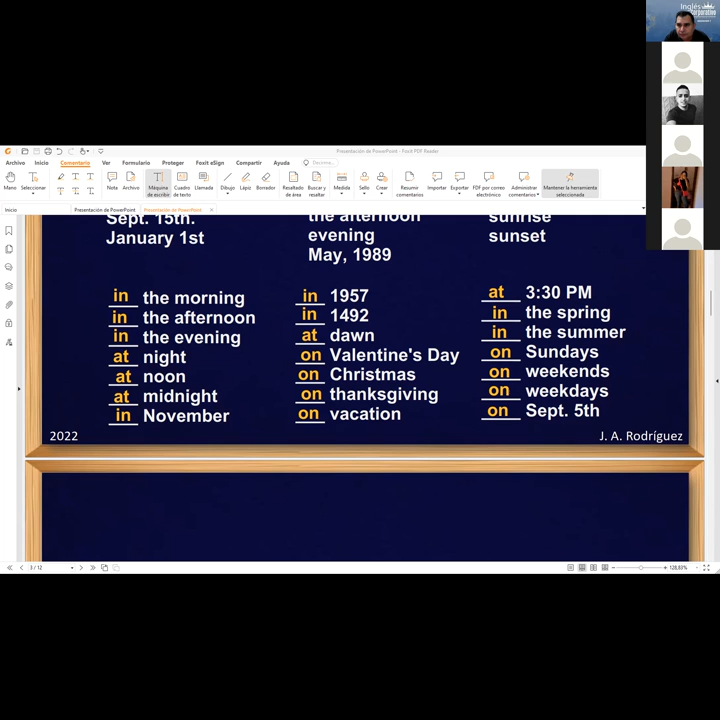 Inglés
Corporativo
Presentación de PowerPoint - Foxit PDF Reader
Archivo Inicio Comentario Ver Formulario Proteger Foxit eSign Compartir Ayuda
Mano Seleccionar Nota Archivo Máquina de escribir Cuadro de texto Llamada Dibujo Lápiz Borrador Resaltado de área Buscar y resaltar Medida Sello Crear Resumir comentarios Importar Exportar PDF por correo electrónico Administrar comentarios Mantener la herramienta seleccionada
Inicio Presentación de PowerPoint Presentación de PowerPoint
Sept. 15th.
January 1st
the afternoon
evening
May, 1989
sunrise
sunset
in the morning
in the afternoon
in the evening
at night
at noon
at midnight
in November
in 1957
in 1492
at dawn
on Valentine's Day
on Christmas
on thanksgiving
on vacation
at 3:30 PM
in the spring
in the summer
on Sundays
on weekends
on weekdays
on Sept. 5th
2022
J. A. Rodríguez
3 / 12
128,83%